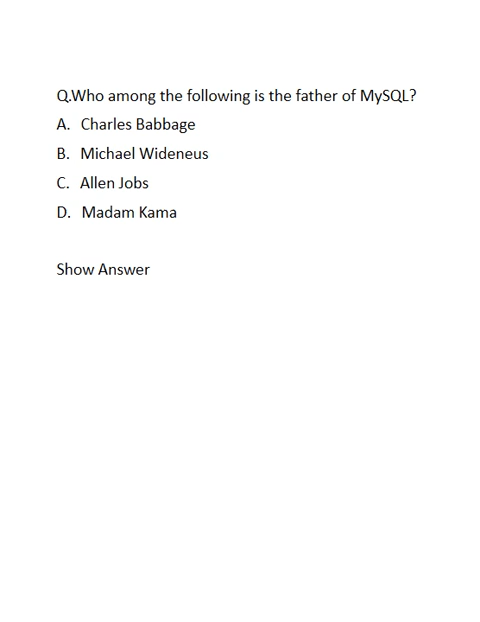 Q.Who among the following is the father of MySQL?
A. Charles Babbage
B. Michael Wideneus
C. Allen Jobs
D. Madam Kama
Show Answer